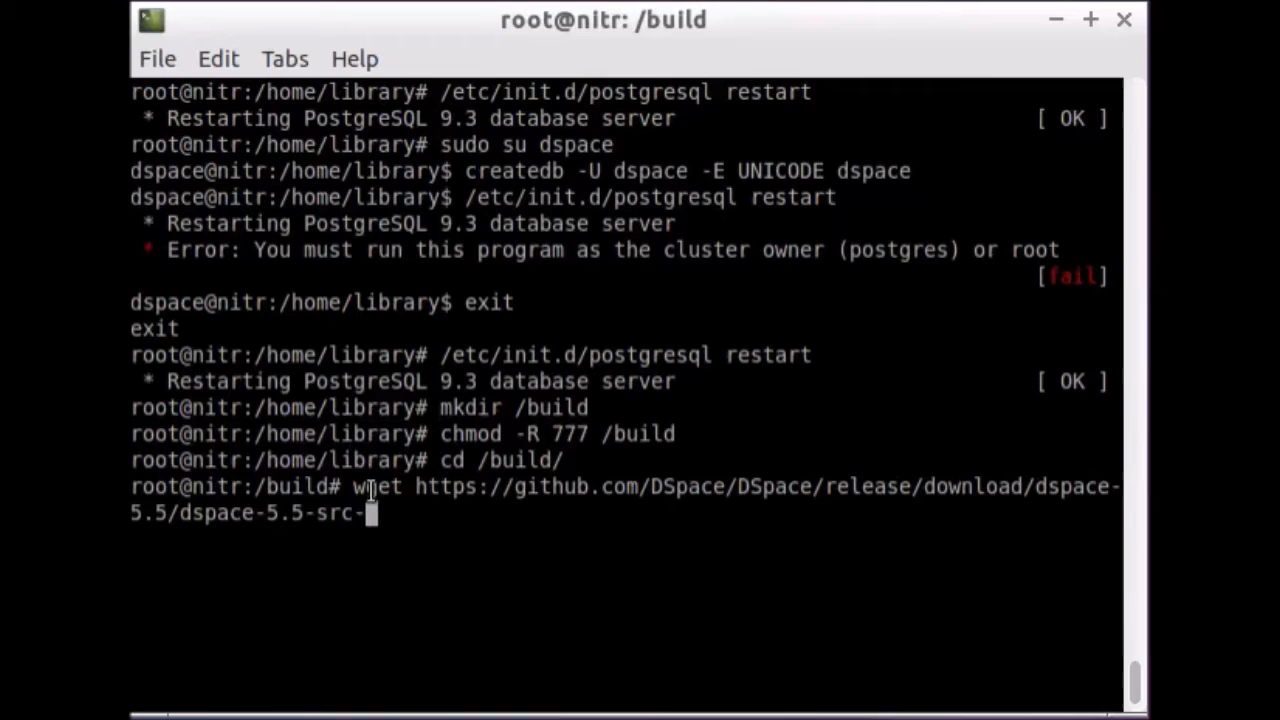 root@nitr: /build
File Edit Tabs Help
root@nitr:/home/library# /etc/init.d/postgresql restart
* Restarting PostgreSQL 9.3 database server [ OK ]
root@nitr:/home/library# sudo su dspace
dspace@nitr:/home/library$ createdb -U dspace -E UNICODE dspace
dspace@nitr:/home/library$ /etc/init.d/postgresql restart
* Restarting PostgreSQL 9.3 database server
* Error: You must run this program as the cluster owner (postgres) or root
[fail]
dspace@nitr:/home/library$ exit
exit
root@nitr:/home/library# /etc/init.d/postgresql restart
* Restarting PostgreSQL 9.3 database server [ OK ]
root@nitr:/home/library# mkdir /build
root@nitr:/home/library# chmod -R 777 /build
root@nitr:/home/library# cd /build/
root@nitr:/build# wget https://github.com/DSpace/DSpace/release/download/dspace-
5.5/dspace-5.5-src-